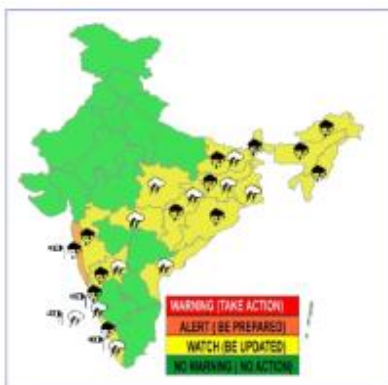 WARNING (TAKE ACTION)
ALERT ( BE PREPARED)
WATCH (BE UPDATED)
NO WARNING ( NO ACTION)